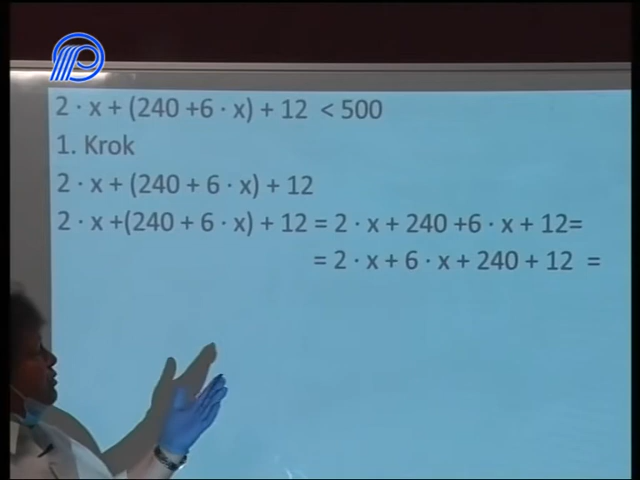 2 · x + (240 +6 · x) + 12 < 500
1. Krok
2 · x + (240 + 6 · x) + 12
2 · x +(240 + 6 · x) + 12 = 2 · x + 240 +6 · x + 12=
= 2 · x + 6 · x + 240 + 12 =